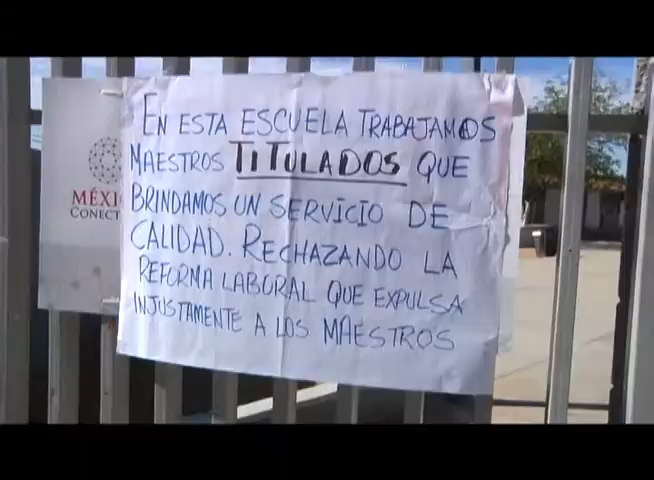 EN ESTA ESCUELA TRABAJAMOS
MAESTROS TITULADOS QUE
BRINDAMOS UN SERVICIO DE
CALIDAD. RECHAZANDO LA
REFORMA LABORAL QUE EXPULSA
INJUSTAMENTE A LOS MAESTROS